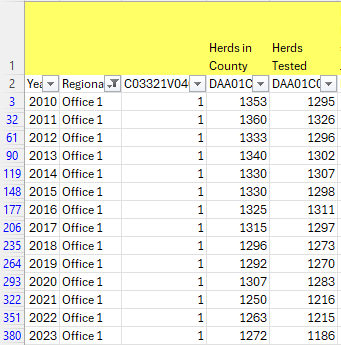 Herds in Herds
1 County Tested
2 Yea Regiona C03321V04 DAA01C DAA01C0
3 2010 Office 1 1 1353 1295
32 2011 Office 1 1 1360 1326
61 2012 Office 1 1 1333 1296
90 2013 Office 1 1 1340 1302
119 2014 Office 1 1 1330 1307
148 2015 Office 1 1 1330 1298
177 2016 Office 1 1 1325 1311
206 2017 Office 1 1 1315 1297
235 2018 Office 1 1 1296 1273
264 2019 Office 1 1 1292 1270
293 2020 Office 1 1 1307 1283
322 2021 Office 1 1 1250 1216
351 2022 Office 1 1 1263 1215
380 2023 Office 1 1 1272 1186